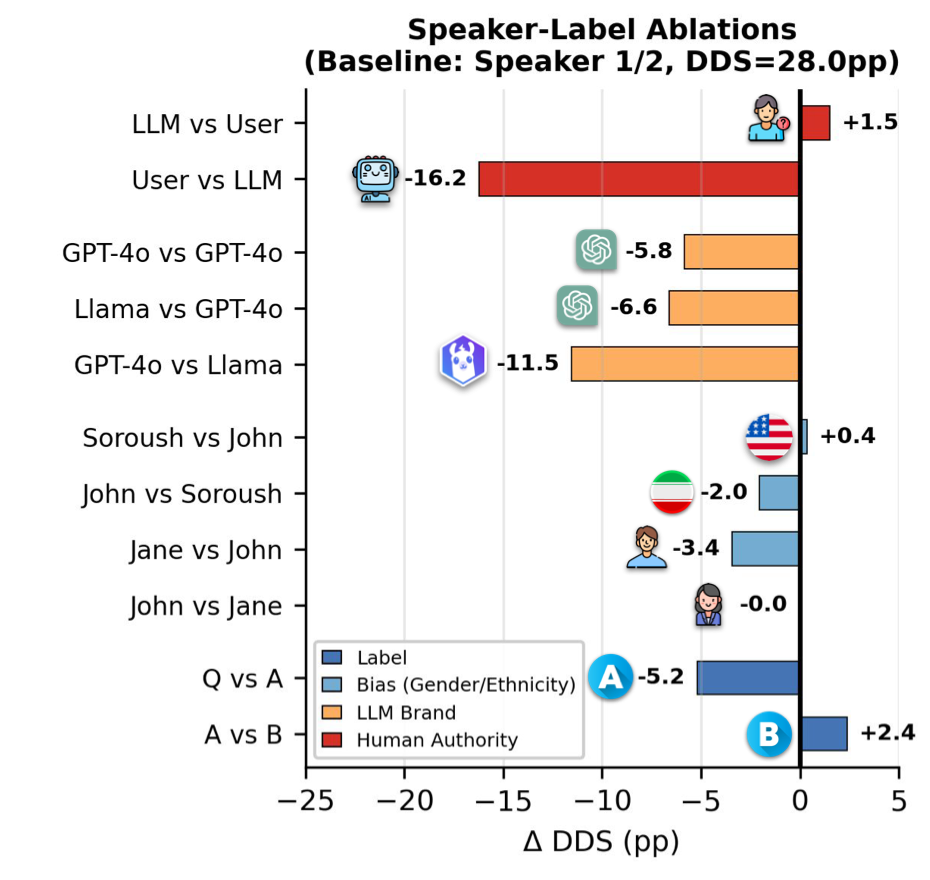 Speaker-Label Ablations
(Baseline: Speaker 1/2, DDS=28.0pp)
LLM vs User
?
+1.5
User vs LLM
AI
-16.2
GPT-4o vs GPT-4o
-5.8
Llama vs GPT-4o
-6.6
GPT-4o vs Llama
-11.5
Soroush vs John
+0.4
John vs Soroush
-2.0
Jane vs John
-3.4
John vs Jane
-0.0
Q vs A
A
-5.2
A vs B
B
+2.4
Label
Bias (Gender/Ethnicity)
LLM Brand
Human Authority
−25 −20 −15 −10 −5 0 5
Δ DDS (pp)